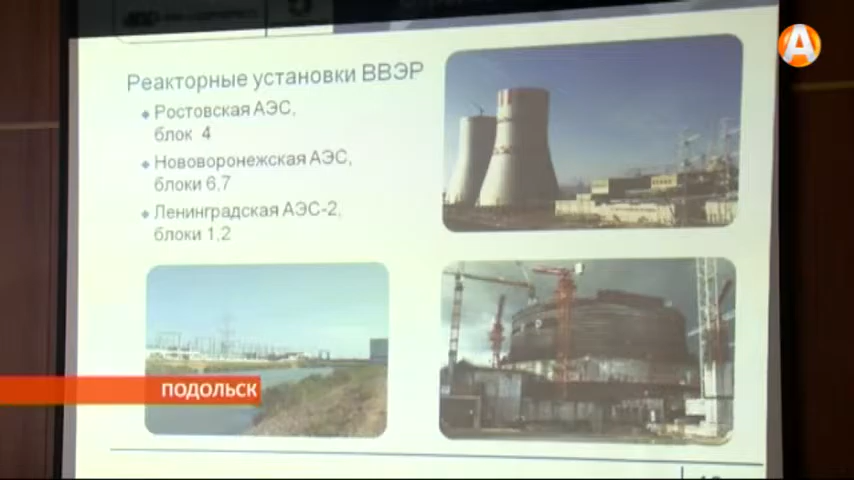 Реакторные установки ВВЭР
Ростовская АЭС,
блок 4
Нововоронежская АЭС,
блоки 6,7
Ленинградская АЭС-2,
блоки 1,2
ПОДОЛЬСК
А